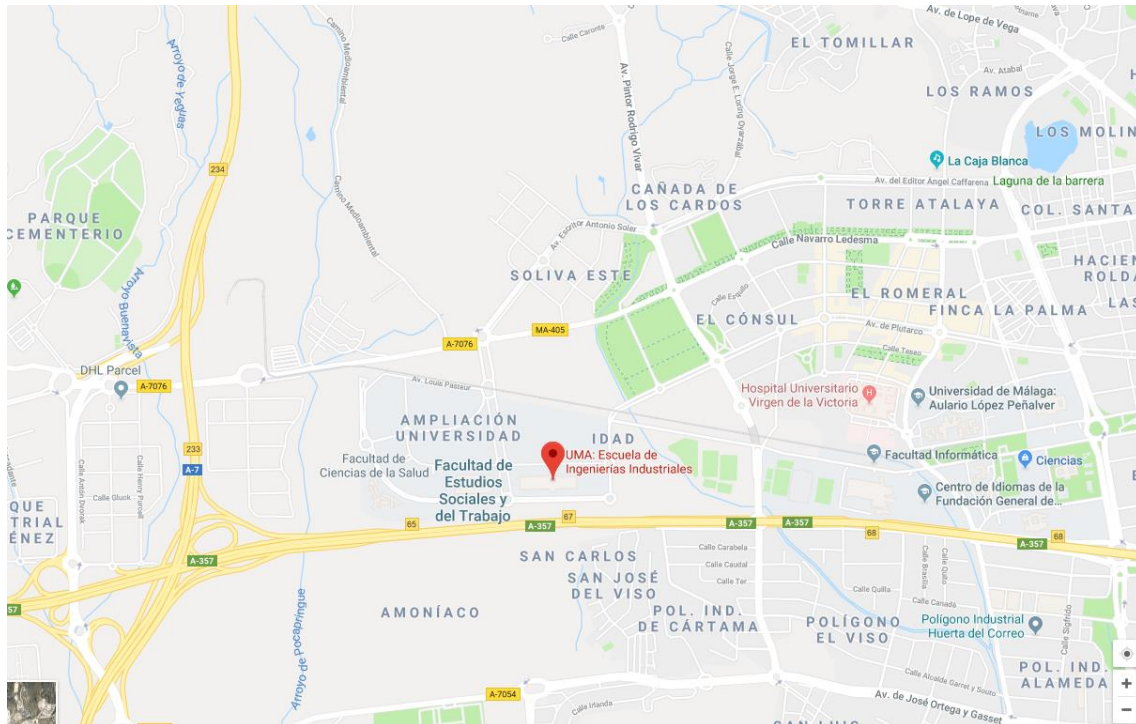 Av. de Lope de Vega
Calle Caronte
EL TOMILLAR
Arroyo de Yeguas
Camino Medioambiental
Av. Pintor Rodrigo Vivar
Calle Jorge E. Loring Oyarzábal
Av. Atabal
LOS RAMOS
LOS MOLIN
234
La Caja Blanca
Laguna de la barrera
Av. del Editor Ángel Caffarena
CAÑADA DE
LOS CARDOS
TORRE ATALAYA
COL. SANTA
PARQUE
CEMENTERIO
Camino Medioambiental
Av. Escritor Antonio Soler
Calle Navarro Ledesma
HACIEN
ROLDA
SOLIVA ESTE
Arroyo Buenavista
Calle Esquilo
EL ROMERAL
FINCA LA PALMA
LAS
EL CÓNSUL
Av. de Plutarco
MA-405
A-7076
Calle Teseo
DHL Parcel
A-7076
Av. Louis Pasteur
Hospital Universitario
Virgen de la Victoria
H
Universidad de Málaga:
Aulario López Peñalver
AMPLIACIÓN
UNIVERSIDAD
IDAD
233
A-7
Facultad de
Ciencias de la Salud
Facultad de
Estudios
Sociales y
del Trabajo
UMA: Escuela de
Ingenierías Industriales
Facultad Informática
Ciencias
Centro de Idiomas de la
Fundación General de...
Calle Anton Dvorak
Calle Gluck
Calle Henry Purcell
QUE
TRIAL
ÉNEZ
65
67
A-357
A-357
A-357
68
68
A-357
A-357
57
SAN CARLOS
SAN JOSÉ
DEL VISO
Calle Carabela
Calle Caudal
Calle Ter
Calle Brasilia
Calle Quito
Calle Quilla
Calle Canadá
AMONÍACO
POL. IND.
DE CÁRTAMA
POLÍGONO
EL VISO
Polígono Industrial
Huerta del Correo
Calle Sigfrido
Arroyo de Pocapringue
POL. IND.
ALAMEDA
Calle Alcalde Garret y Souto
A-7054
Calle Irlanda
Av. de José Ortega y Gasset
SAN LUIS